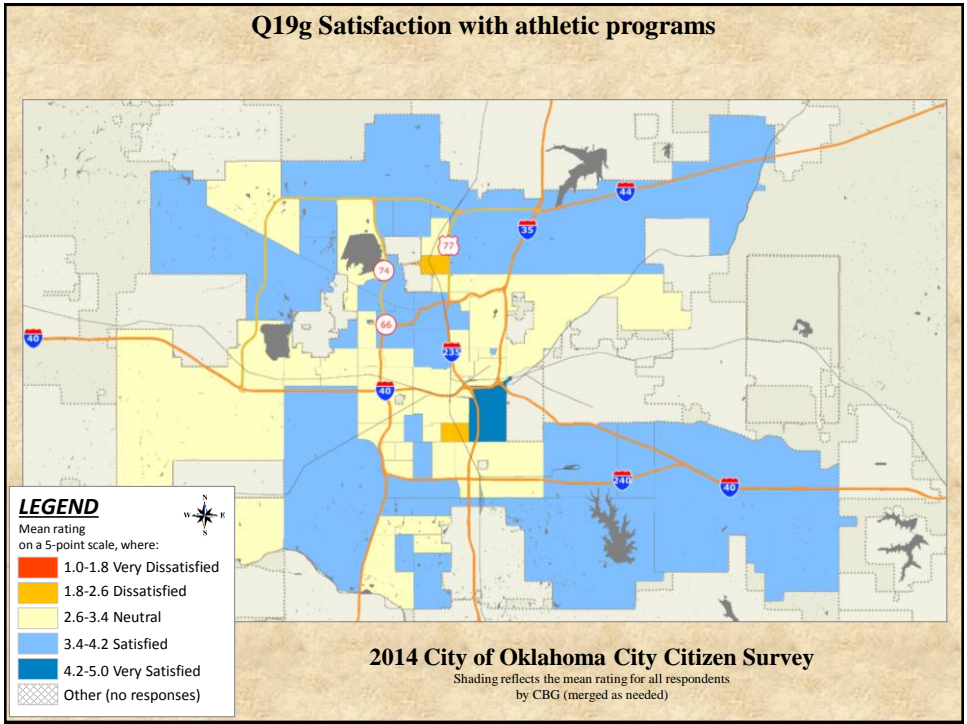 Q19g Satisfaction with athletic programs
44
35
77
74
66
40
235
40
240
40
LEGEND
Mean rating
on a 5-point scale, where:
N
W E
S
1.0-1.8 Very Dissatisfied
1.8-2.6 Dissatisfied
2.6-3.4 Neutral
3.4-4.2 Satisfied
4.2-5.0 Very Satisfied
Other (no responses)
2014 City of Oklahoma City Citizen Survey
Shading reflects the mean rating for all respondents
by CBG (merged as needed)